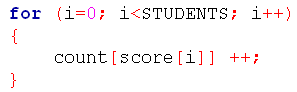 for (i=0; i<STUDENTS; i++)
{
    count[score[i]] ++;
}